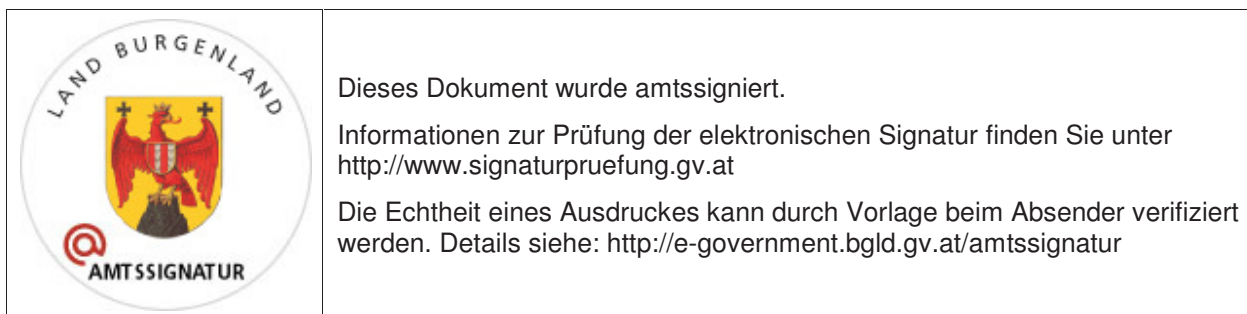 LAND BURGENLAND
@
AMTSSIGNATUR
Dieses Dokument wurde amtssigniert.
Informationen zur Prüfung der elektronischen Signatur finden Sie unter
http://www.signaturpruefung.gv.at
Die Echtheit eines Ausdruckes kann durch Vorlage beim Absender verifiziert
werden. Details siehe: http://e-government.bgld.gv.at/amtssignatur